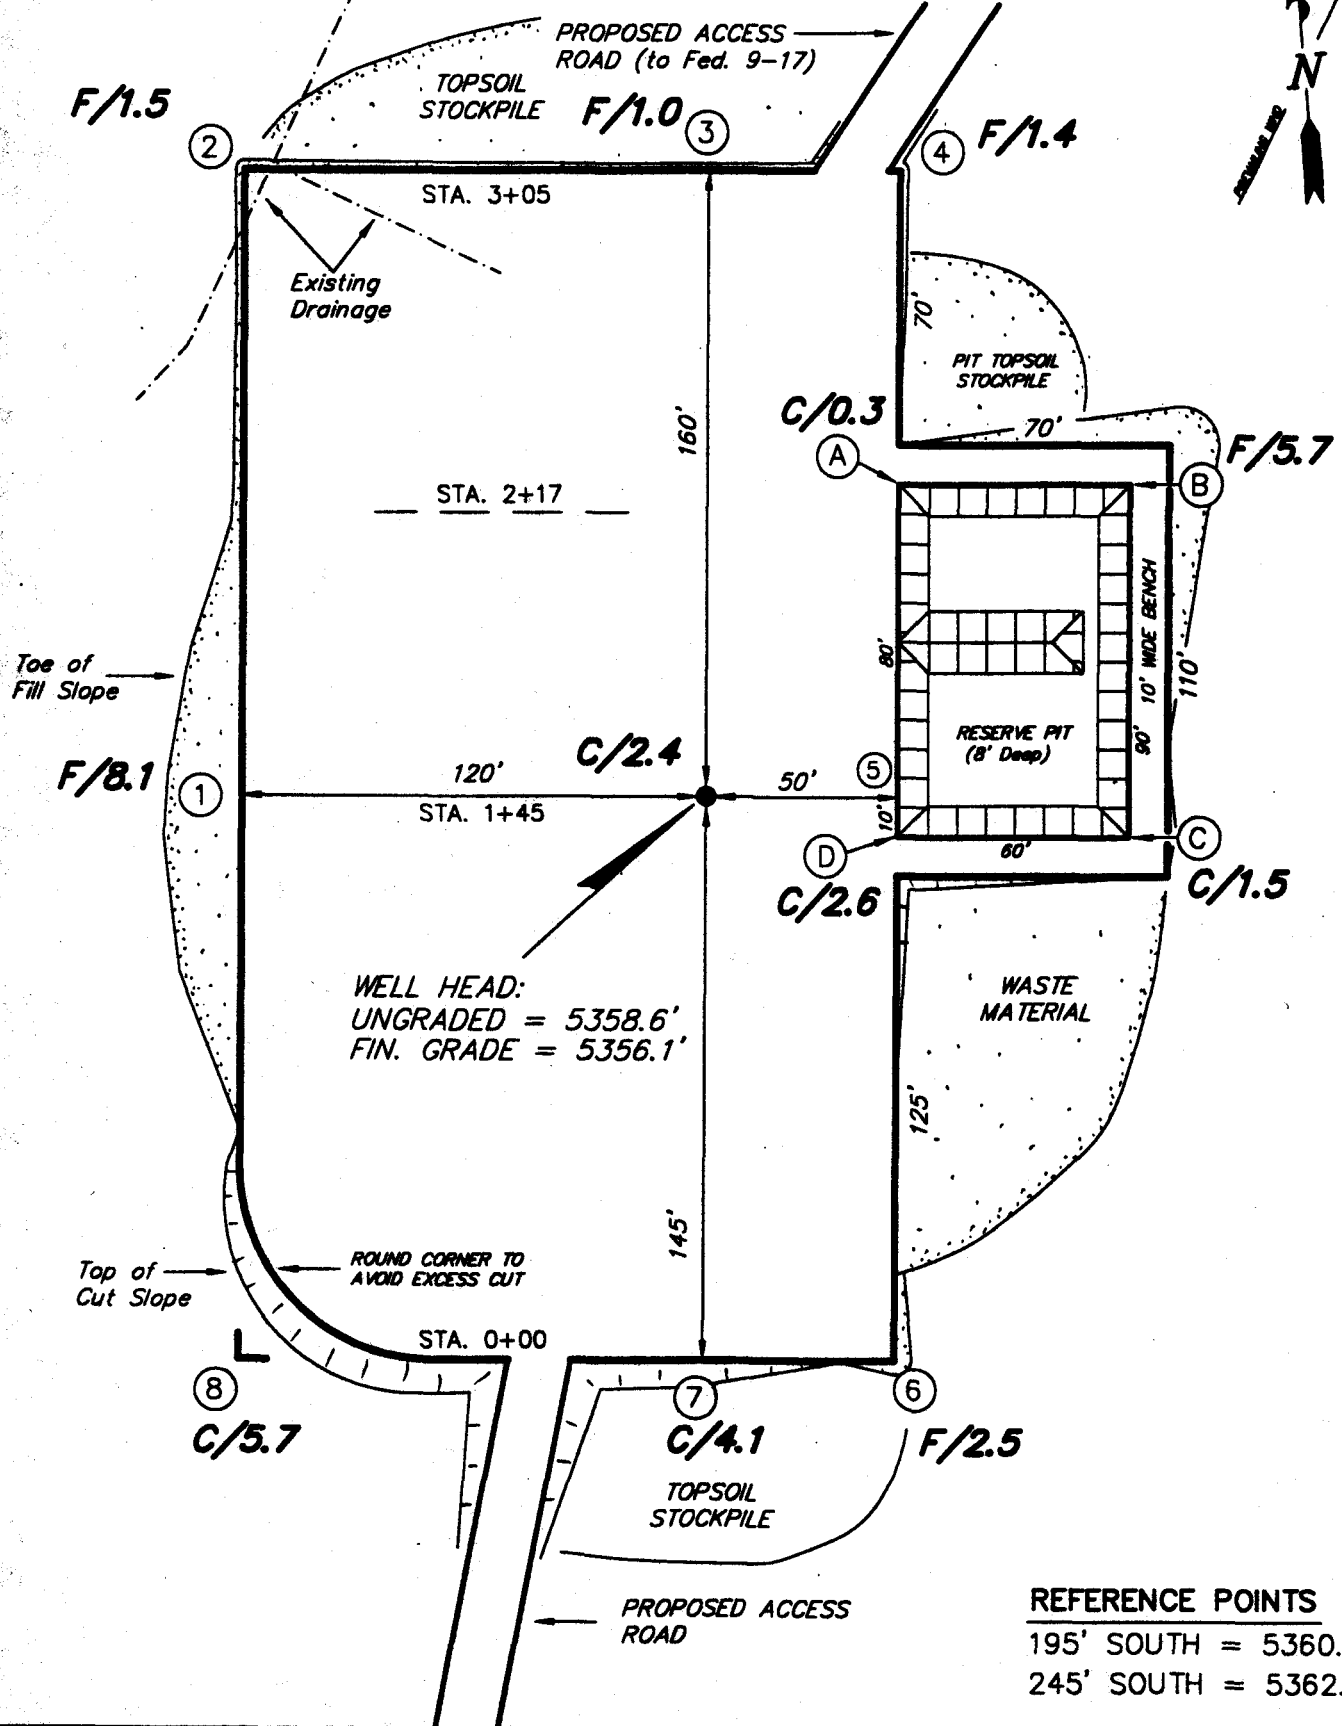 PROPOSED ACCESS
ROAD (to Fed. 9-17)
N
TOPSOIL
STOCKPILE
F/1.5
F/1.0
2
3
4
F/1.4
STA. 3+05
Existing
Drainage
70'
PIT TOPSOIL
STOCKPILE
C/0.3
160'
70'
F/5.7
A
B
STA. 2+17
10' WIDE BENCH
110'
80'
Toe of
Fill Slope
RESERVE PIT
(8' Deep)
90'
F/8.1
1
120'
C/2.4
50'
5
STA. 1+45
10'
60'
C
D
C/2.6
C/1.5
WELL HEAD:
UNGRADED = 5358.6'
FIN. GRADE = 5356.1'
WASTE
MATERIAL
125'
145'
Top of
Cut Slope
ROUND CORNER TO
AVOID EXCESS CUT
STA. 0+00
8
7
6
C/5.7
C/4.1
F/2.5
TOPSOIL
STOCKPILE
PROPOSED ACCESS
ROAD
REFERENCE POINTS
195' SOUTH = 5360.
245' SOUTH = 5362.